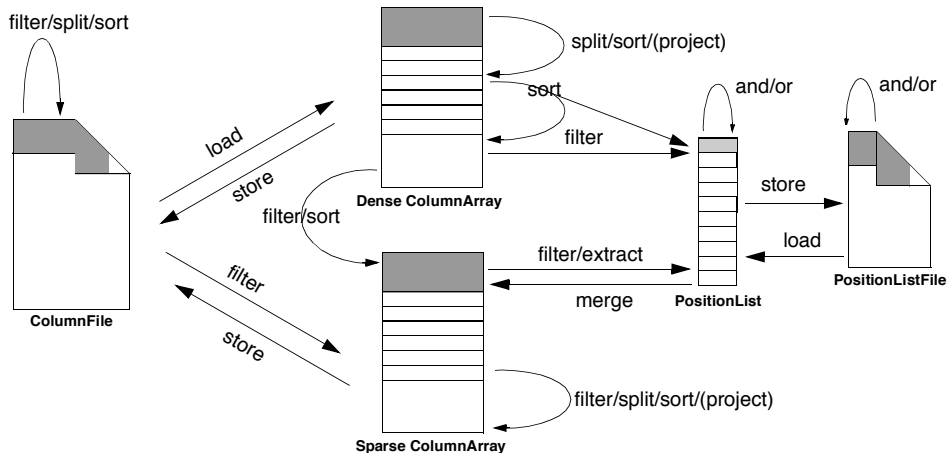 filter/split/sort
split/sort/(project)
sort
and/or
and/or
load
filter
store
store
Dense ColumnArray
filter/sort
load
filter/extract
filter
merge
PositionList
PositionListFile
ColumnFile
store
filter/split/sort/(project)
Sparse ColumnArray